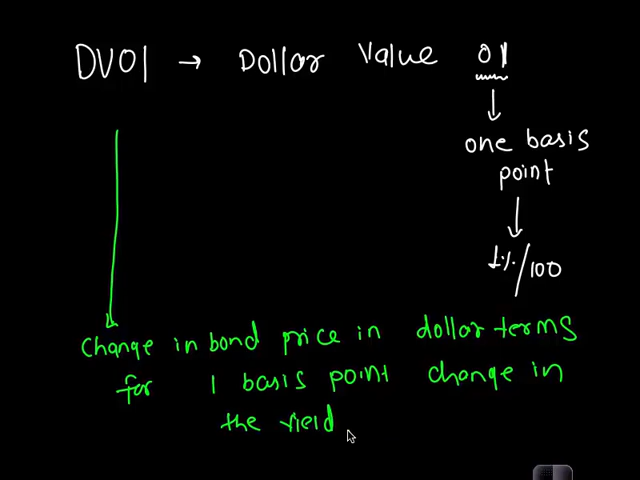 DV01 → Dollar Value 01
one basis
point
1%/100
change in bond price in dollar terms
for 1 basis point change in
the yield